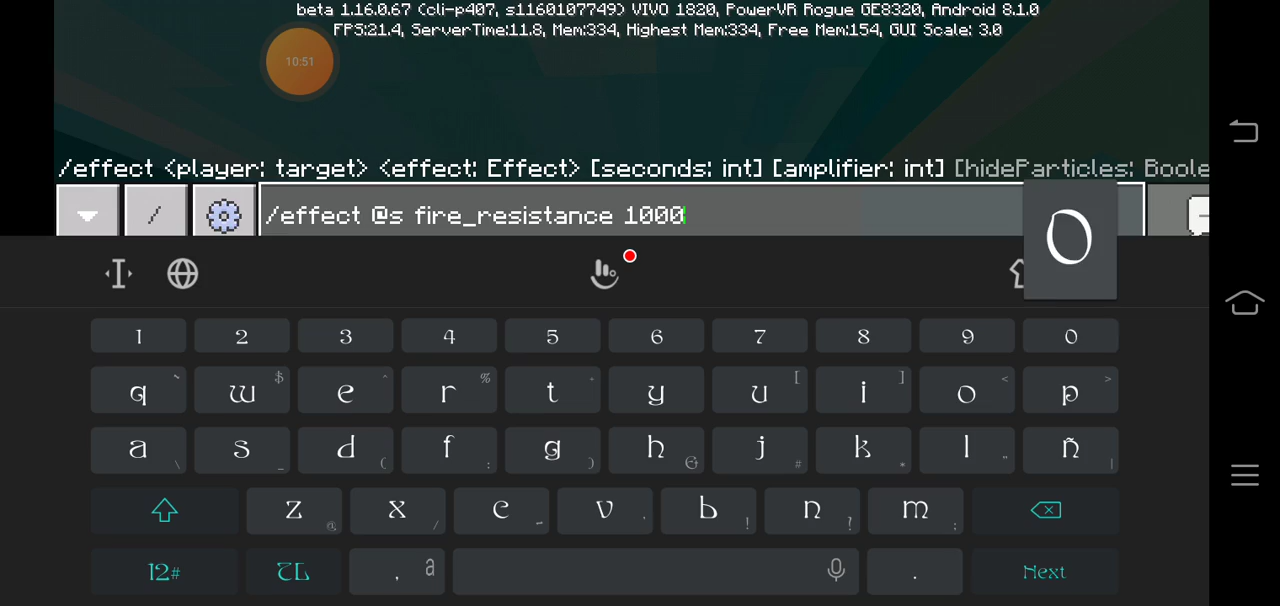 beta 1.16.0.67 (cli-p407, s1160107749) VIVO 1820, PowerVR Rogue GE8320, Android 8.1.0
FPS:21.4, ServerTime:11.8, Mem:334, Highest Mem:334, Free Mem:154, GUI Scale: 3.0
10:51
/effect <player: target> <effect: Effect> [seconds: int] [amplifier: int] [hideParticles: Boole
/ /effect @s fire_resistance 1000
0
1 2 3 4 5 6 7 8 9 0
q w $ e r % t y u [ i ] o < p >
a \ s _ d ( f : g ) h & j # k * l " ñ |
z @ x / c - v ' b ! n ? m ;
12# TL , a . Next